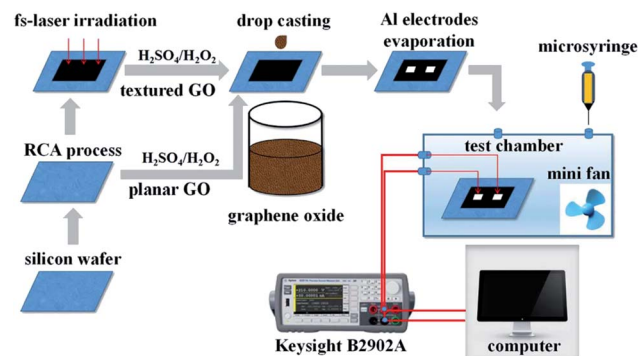 fs-laser irradiation
drop casting
Al electrodes
evaporation
microsyringe
H₂SO₄/H₂O₂
textured GO
RCA process
H₂SO₄/H₂O₂
planar GO
graphene oxide
test chamber
mini fan
silicon wafer
Keysight B2902A
computer